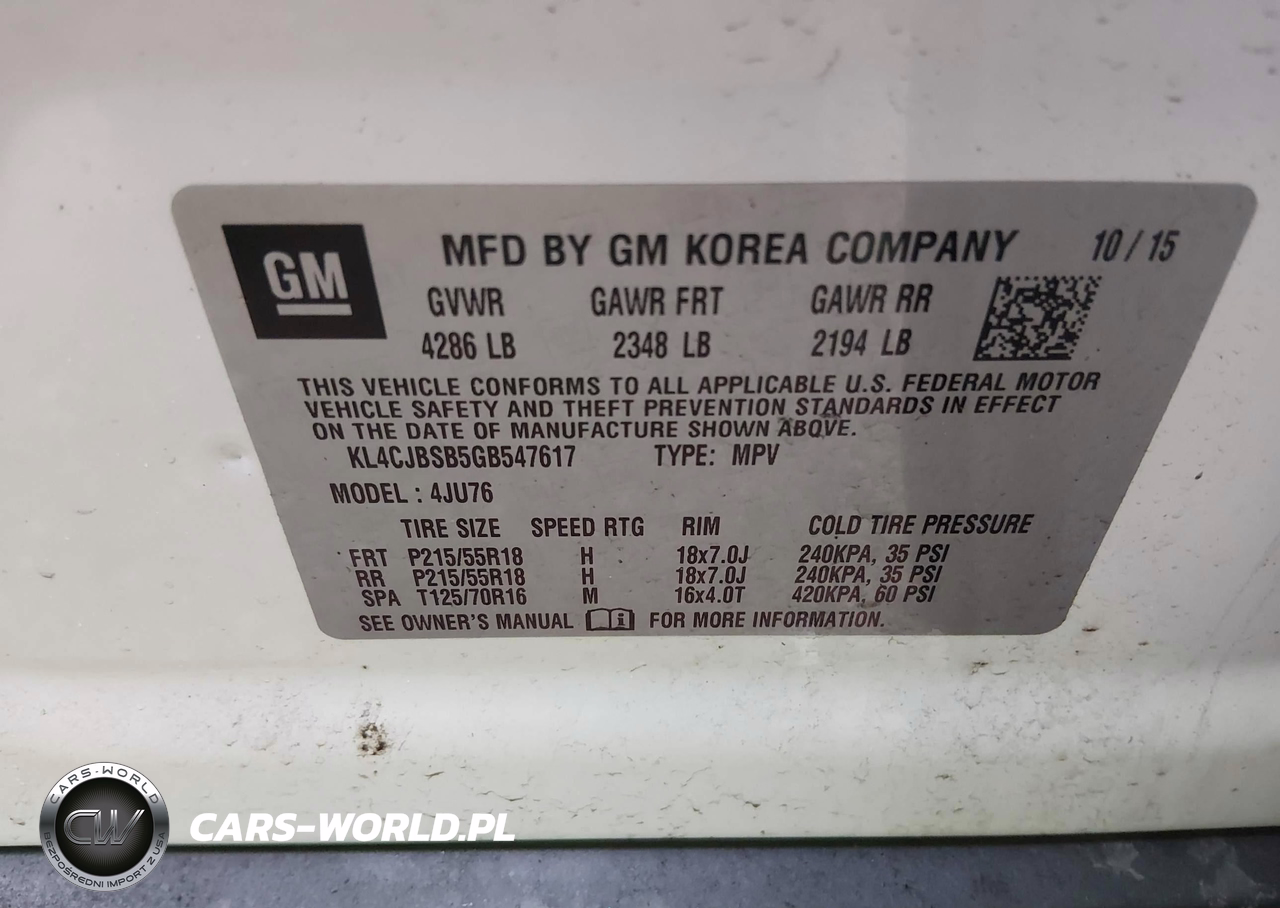 GM
MFD BY GM KOREA COMPANY 10 / 15
GVWR GAWR FRT GAWR RR
4286 LB 2348 LB 2194 LB
THIS VEHICLE CONFORMS TO ALL APPLICABLE U.S. FEDERAL MOTOR
VEHICLE SAFETY AND THEFT PREVENTION STANDARDS IN EFFECT
ON THE DATE OF MANUFACTURE SHOWN ABOVE.
KL4CJBSB5GB547617 TYPE: MPV
MODEL : 4JU76
TIRE SIZE SPEED RTG RIM COLD TIRE PRESSURE
FRT P215/55R18 H 18x7.0J 240KPA, 35 PSI
RR P215/55R18 H 18x7.0J 240KPA, 35 PSI
SPA T125/70R16 M 16x4.0T 420KPA, 60 PSI
SEE OWNER'S MANUAL i FOR MORE INFORMATION.
CARS-WORLD
CW
BEZPOŚREDNI IMPORT Z USA
CARS-WORLD.PL